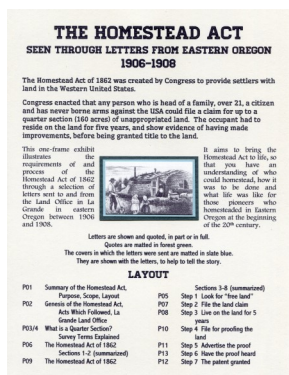 THE HOMESTEAD ACT
SEEN THROUGH LETTERS FROM EASTERN OREGON
1906-1908
The Homestead Act of 1862 was created by Congress to provide settlers with
land in the Western United States.
Congress enacted that any person who is head of a family, over 21, a citizen
and has never borne arms against the USA could file a claim for up to a
quarter section (160 acres) of unappropriated land. The occupant had to
reside on the land for five years, and show evidence of having made
improvements, before being granted title to the land.
This one-frame exhibit
illustrates the
requirements of and
process of the
Homestead Act of 1862
through a selection of
letters sent to and from
the Land Office in La
Grande in eastern
Oregon between 1906
and 1908.
It aims to bring the
Homestead Act to life, so
that you have an
understanding of who
could homestead, how it
was to be done and
what life was like for
those pioneers who
homesteaded in Eastern
Oregon at the beginning
of the 20th century.
Letters are shown and quoted, in part or in full.
Quotes are matted in forest green.
The covers in which the letters were sent are matted in slate blue.
They are shown with the letters, to help to tell the story.
LAYOUT
P01 Summary of the Homestead Act,
Purpose, Scope, Layout
P02 Genesis of the Homestead Act,
Acts Which Followed, La
Grande Land Office
P03/4 What is a Quarter Section?
Survey Terms Explained
P06 The Homestead Act of 1862
Sections 1-2 (summarized)
P09 The Homestead Act of 1862
Sections 3-8 (summarized)
P05 Step 1 Look for "free land"
P07 Step 2 File the land claim
P08 Step 3 Live on the land for 5
years
P10 Step 4 File for proofing the
land
P11 Step 5 Advertise the proof
P13 Step 6 Have the proof heard
P12 Step 7 The patent granted